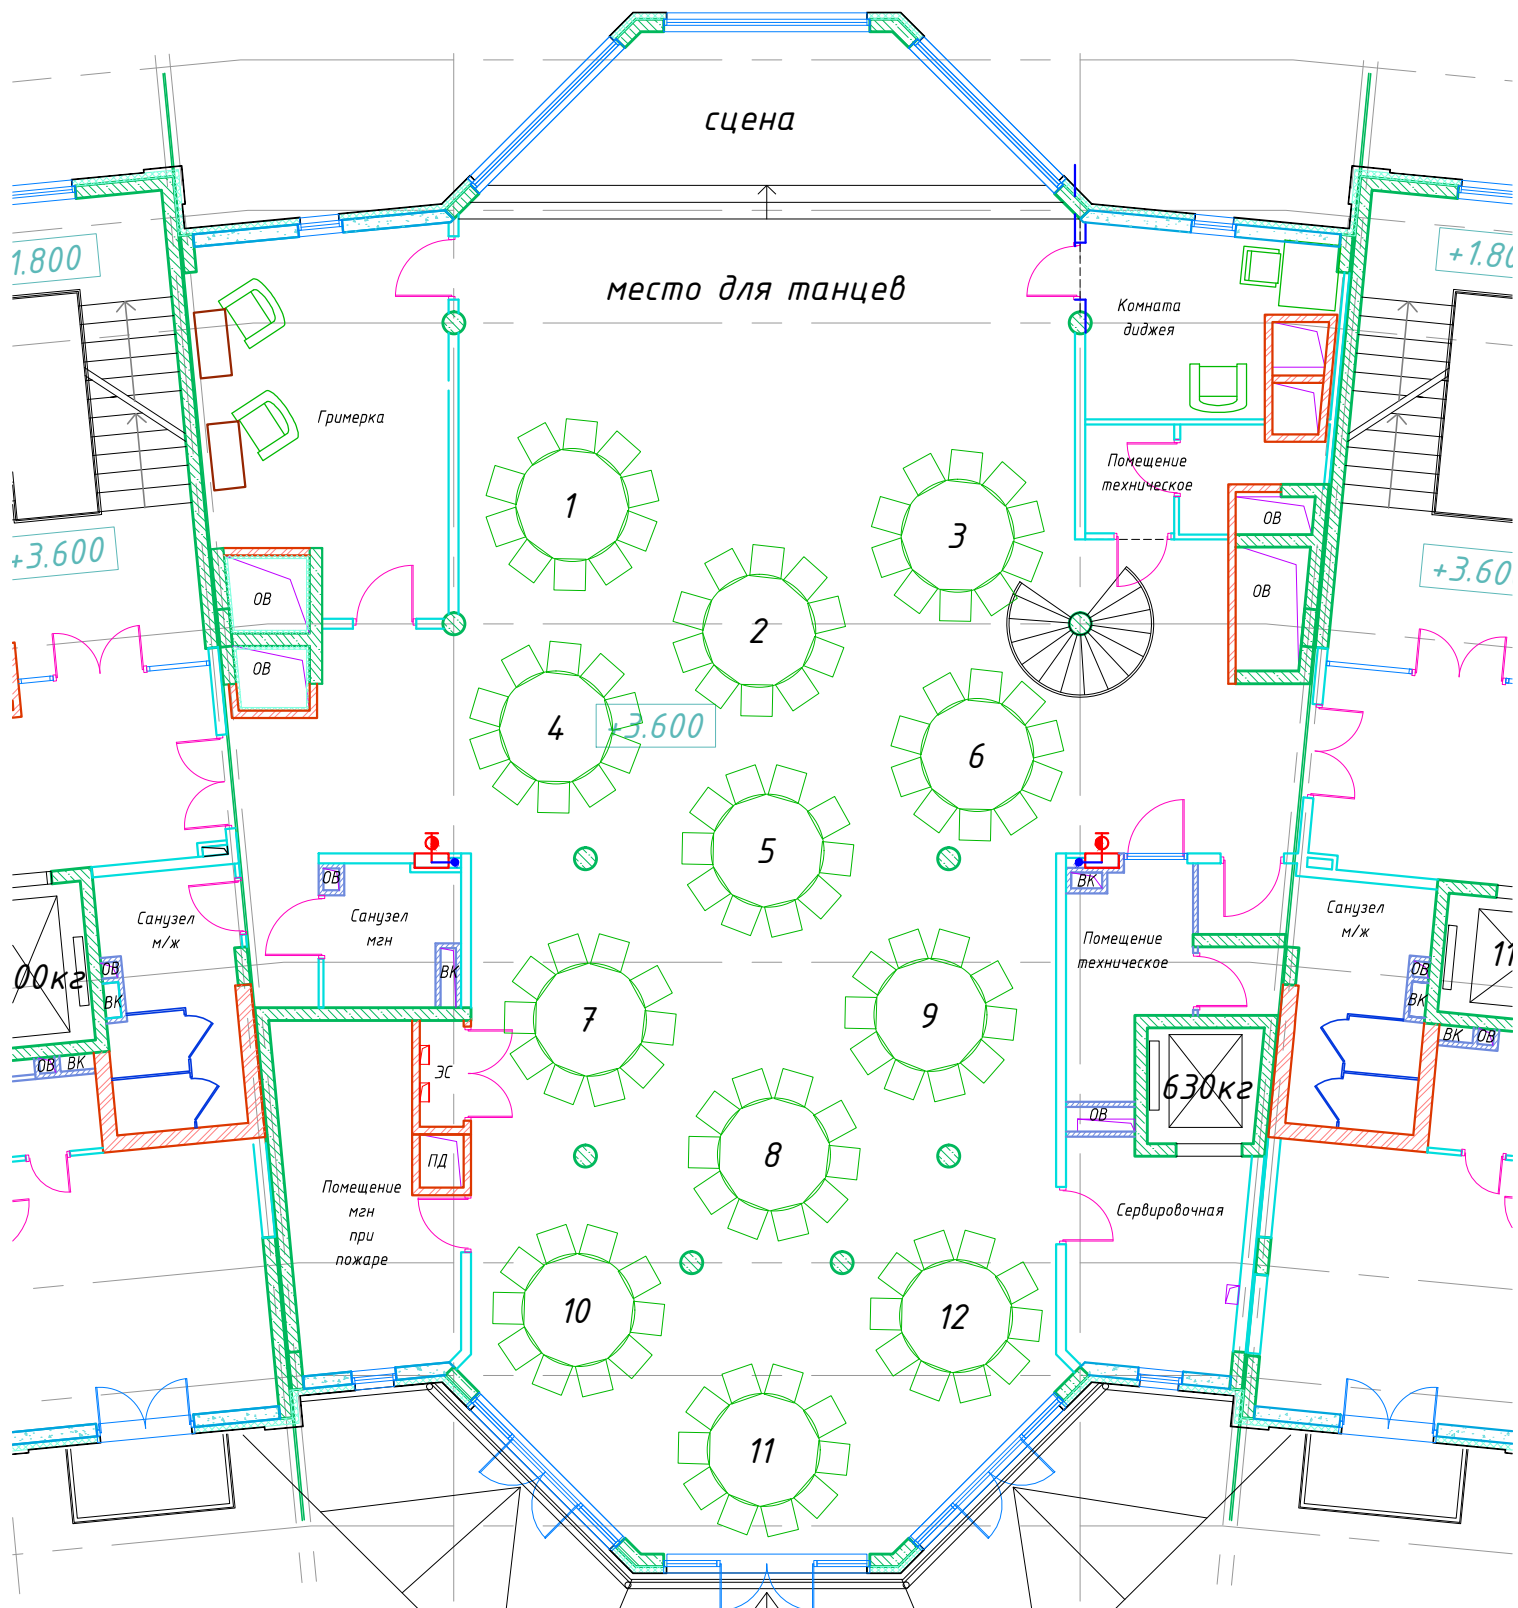 сцена
место для танцев
1.800
+1.80
Комната
диджея
Гримерка
Помещение
техническое
1
3
2
ОВ
ОВ
+3.600
+3.60
ОВ
ОВ
4
+3.600
6
5
ОВ
Санузел
мгн
ВК
ВК
Санузел
м/ж
ОВ
ВК
00кг
ОВ
ВК
Помещение
техническое
Санузел
м/ж
ОВ
ВК
11
ВК
ОВ
7
9
ЭС
630кг
ОВ
8
ПД
Помещение
мгн
при
пожаре
Сервировочная
10
12
11